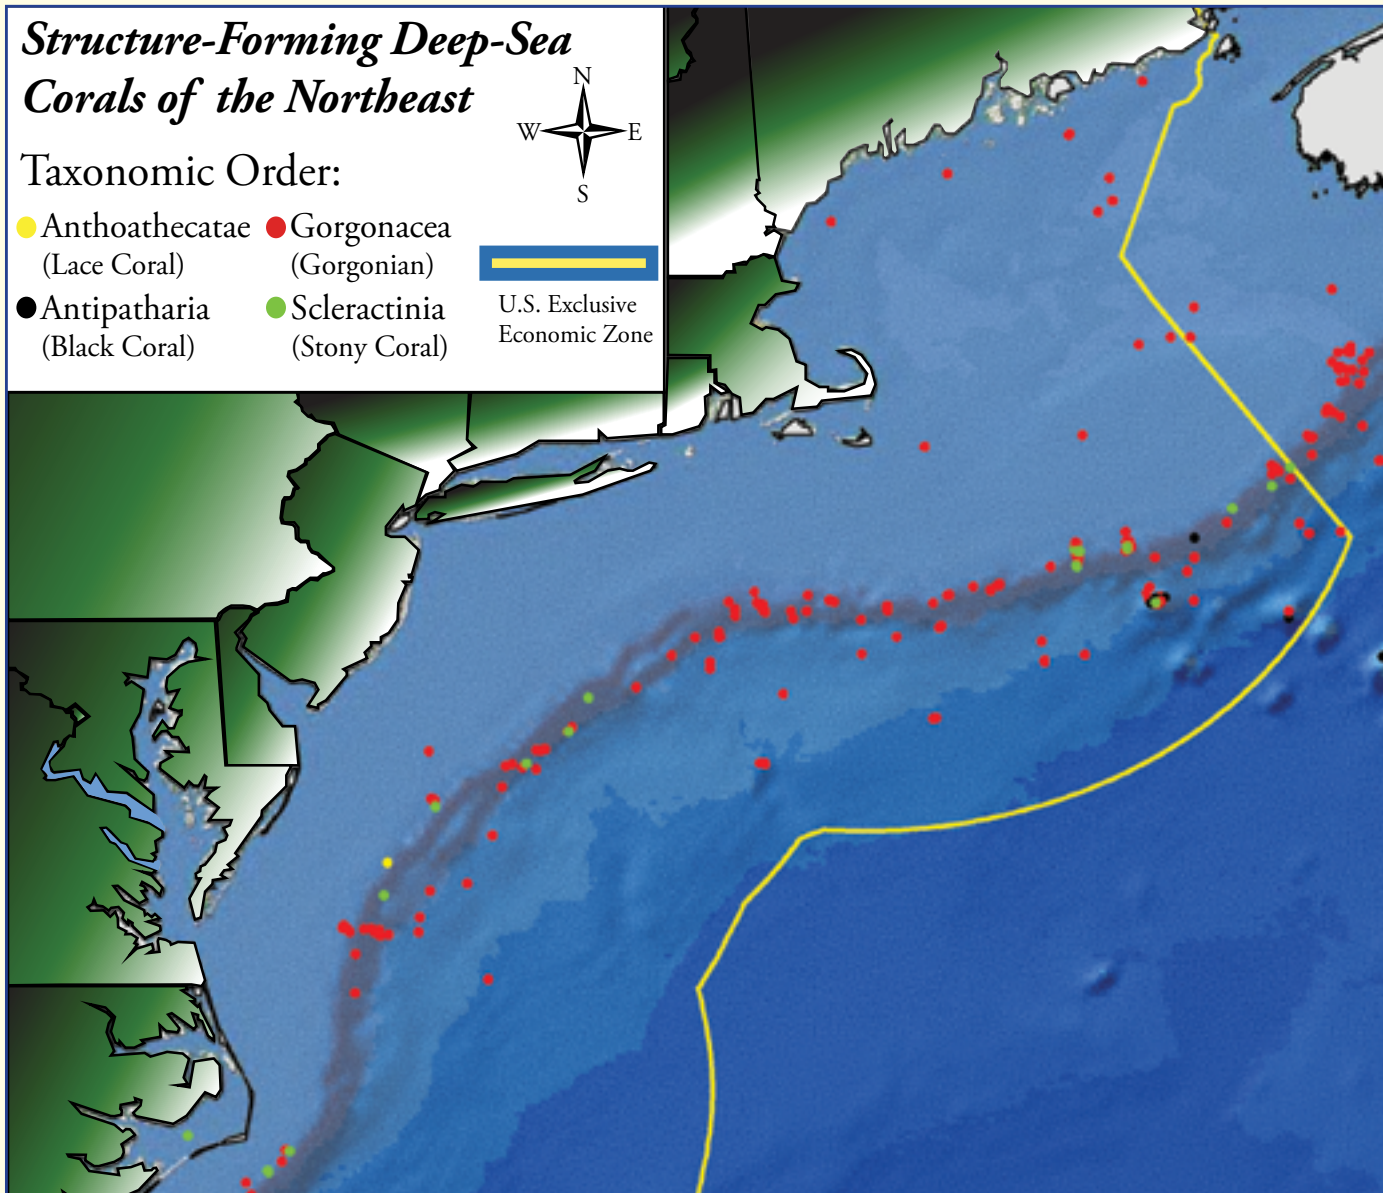 Structure-Forming Deep-Sea
Corals of the Northeast
N
W E
S
Taxonomic Order:
Anthoathecatae
(Lace Coral)
Antipatharia
(Black Coral)
Gorgonacea
(Gorgonian)
Scleractinia
(Stony Coral)
U.S. Exclusive
Economic Zone